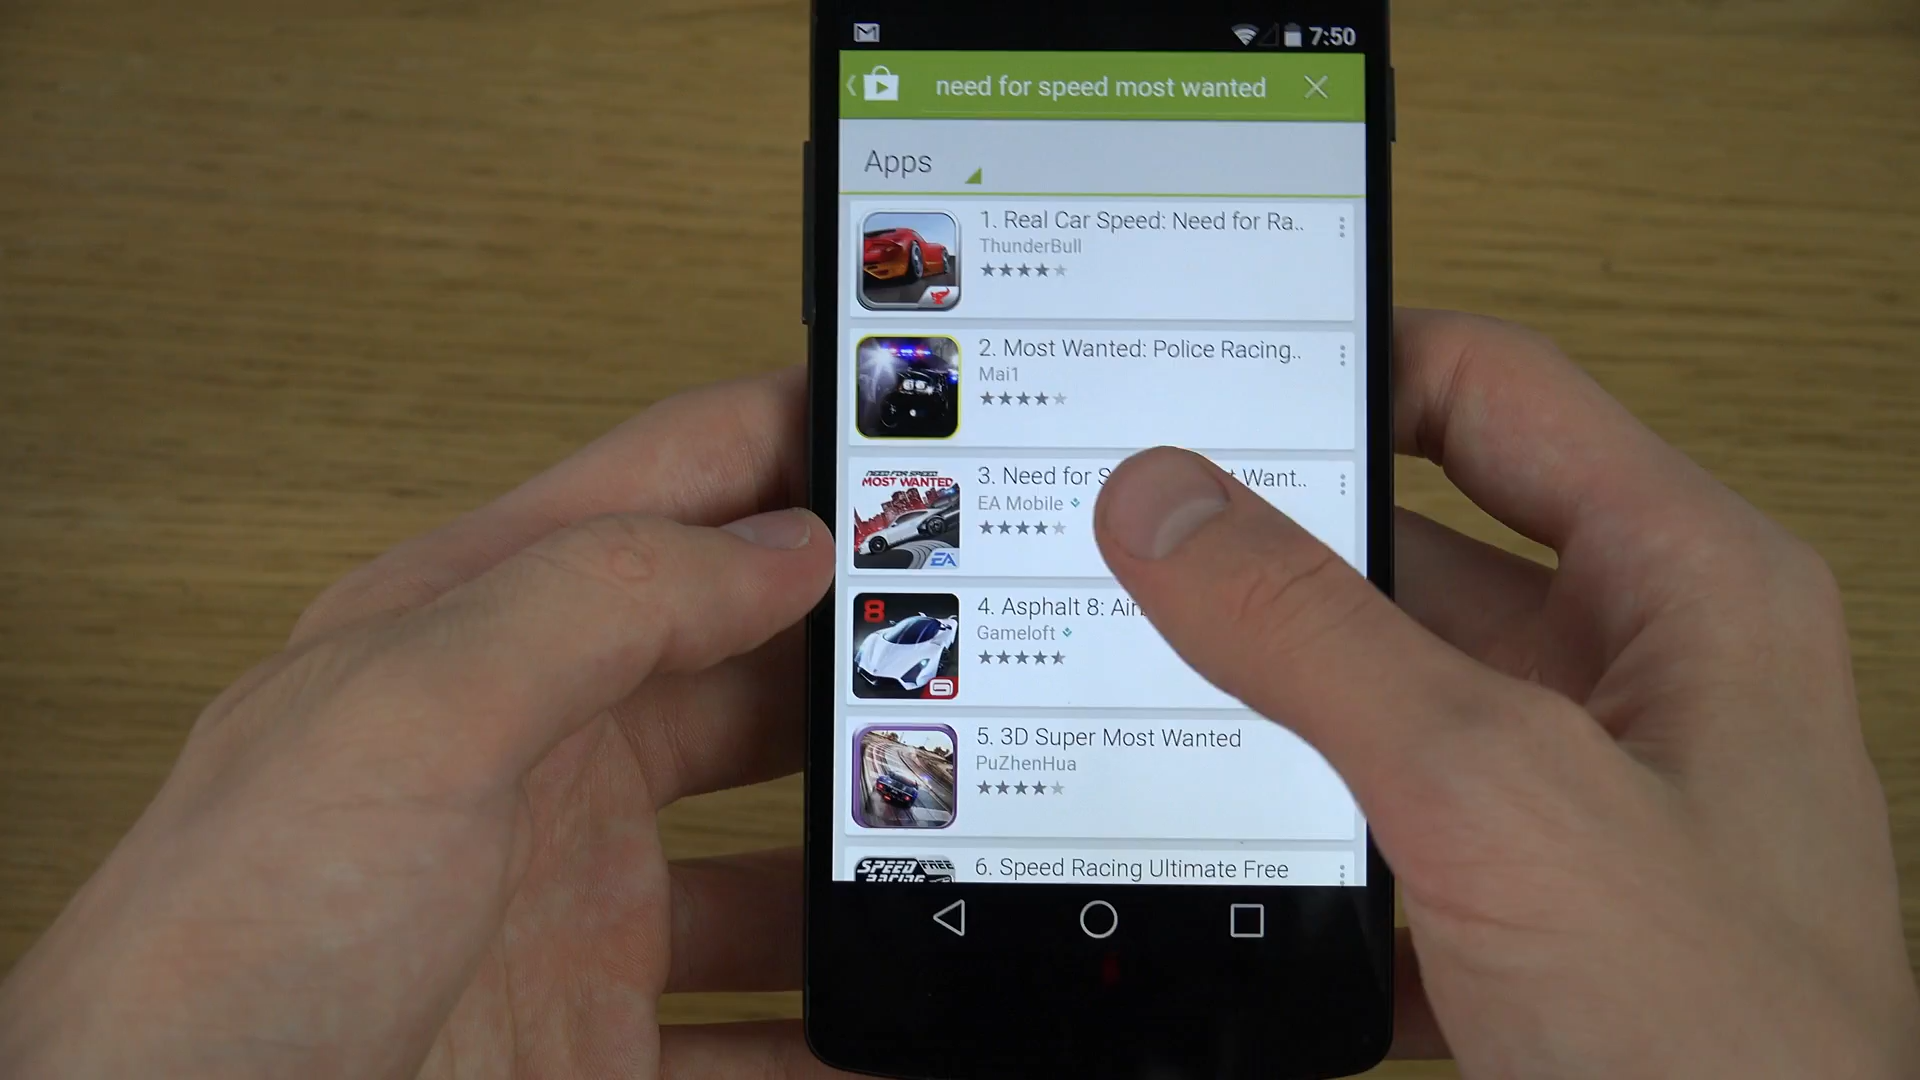 7:50
need for speed most wanted
Apps
1. Real Car Speed: Need for Ra..
ThunderBull
2. Most Wanted: Police Racing..
Mai1
NEED FOR SPEED
MOST WANTED
EA
3. Need for S t Want..
EA Mobile
8
4. Asphalt 8: Air
Gameloft
5. 3D Super Most Wanted
PuZhenHua
SPEED FREE
RACING
6. Speed Racing Ultimate Free